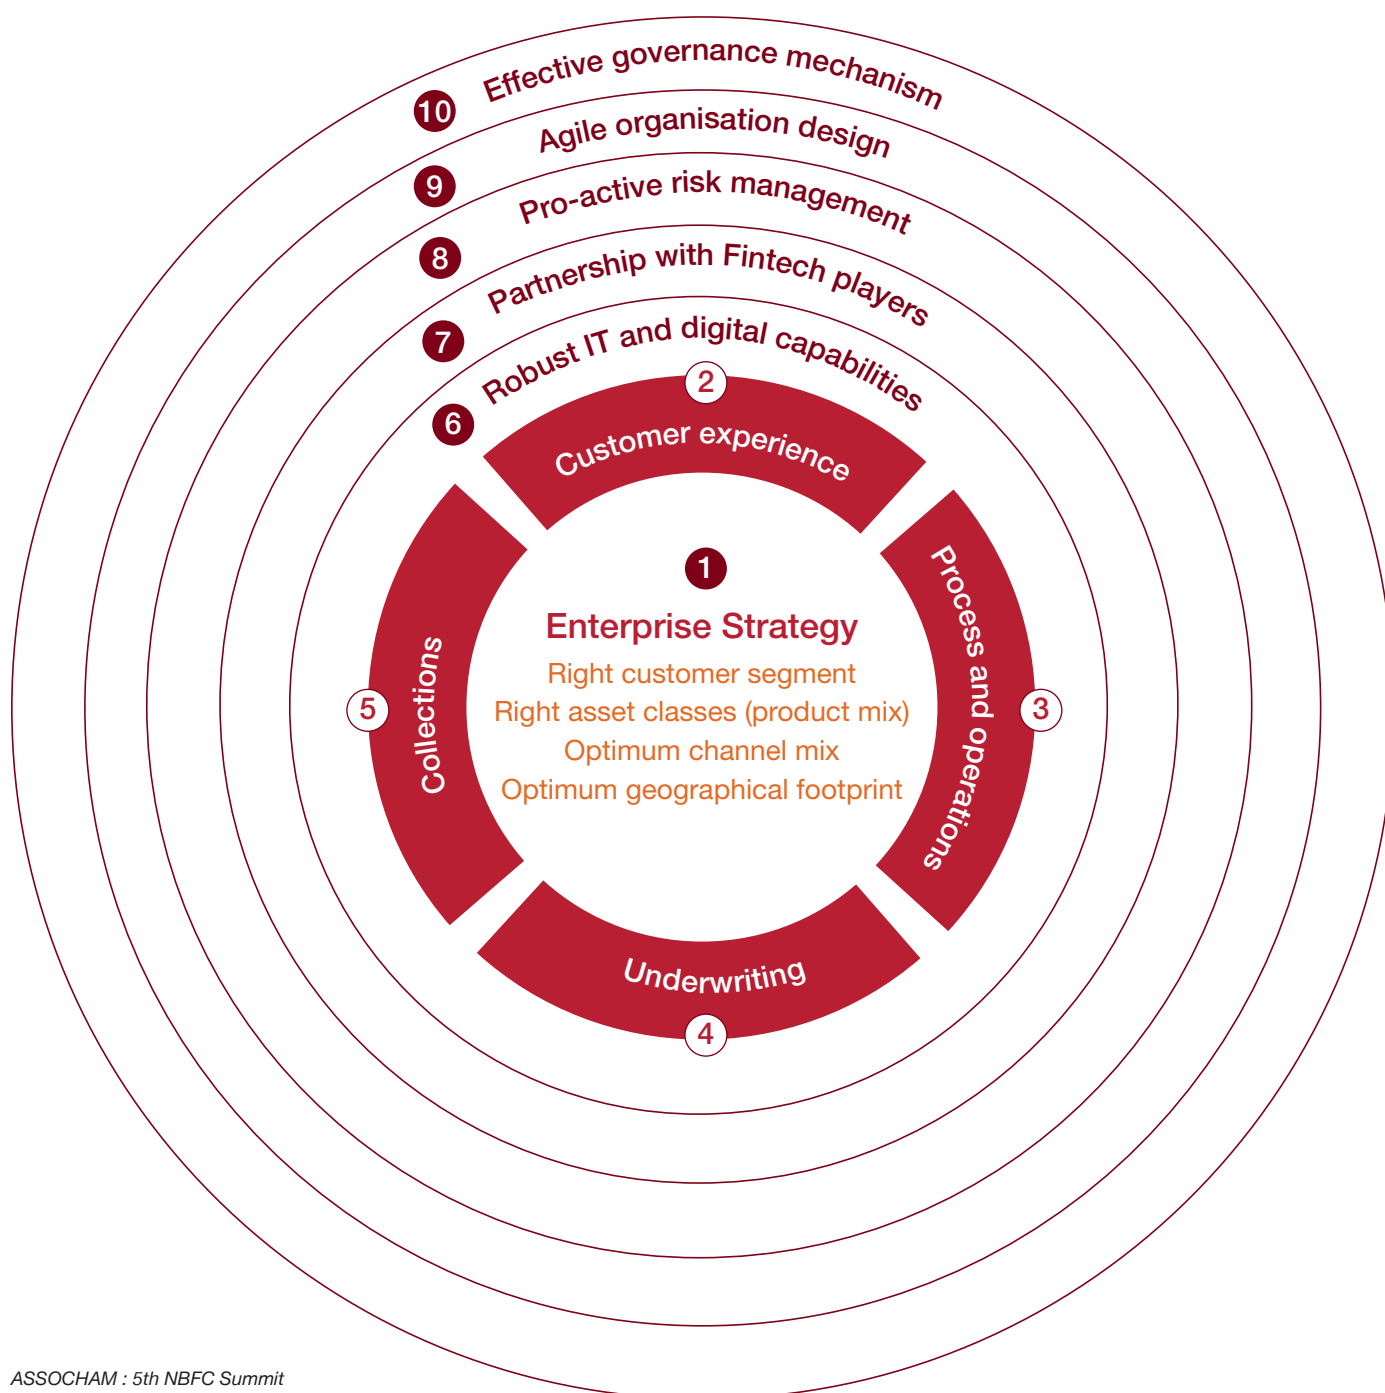 10 Effective governance mechanism
9 Agile organisation design
8 Pro-active risk management
7 Partnership with Fintech players
6 Robust IT and digital capabilities
2
Customer experience
1
Enterprise Strategy
Right customer segment
Right asset classes (product mix)
Optimum channel mix
Optimum geographical footprint
3
Process and operations
4
Underwriting
5
Collections
ASSOCHAM : 5th NBFC Summit